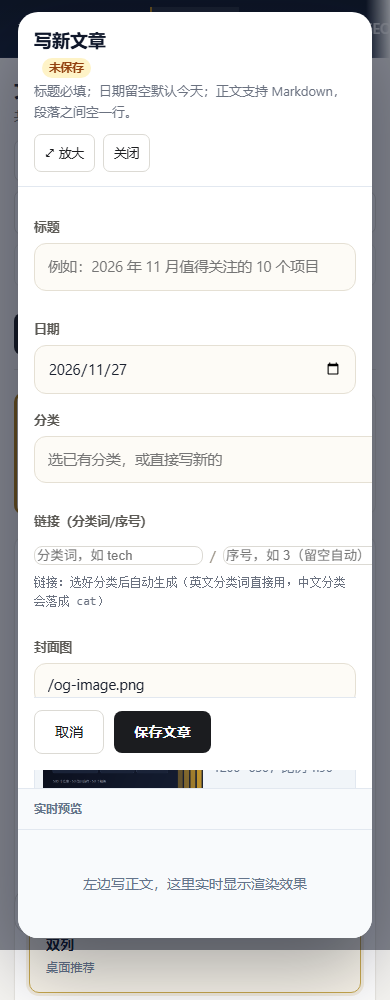 写新文章
未保存
标题必填；日期留空默认今天；正文支持 Markdown，
段落之间空一行。
⤢ 放大
关闭
标题
例如：2026 年 11 月值得关注的 10 个项目
日期
2026/11/27
分类
选已有分类，或直接写新的
链接（分类词/序号）
分类词，如 tech / 序号，如 3（留空自动）
链接：选好分类后自动生成（英文分类词直接用，中文分类
会落成 cat）
封面图
/og-image.png
取消
保存文章
实时预览
左边写正文，这里实时显示渲染效果
双列
桌面推荐